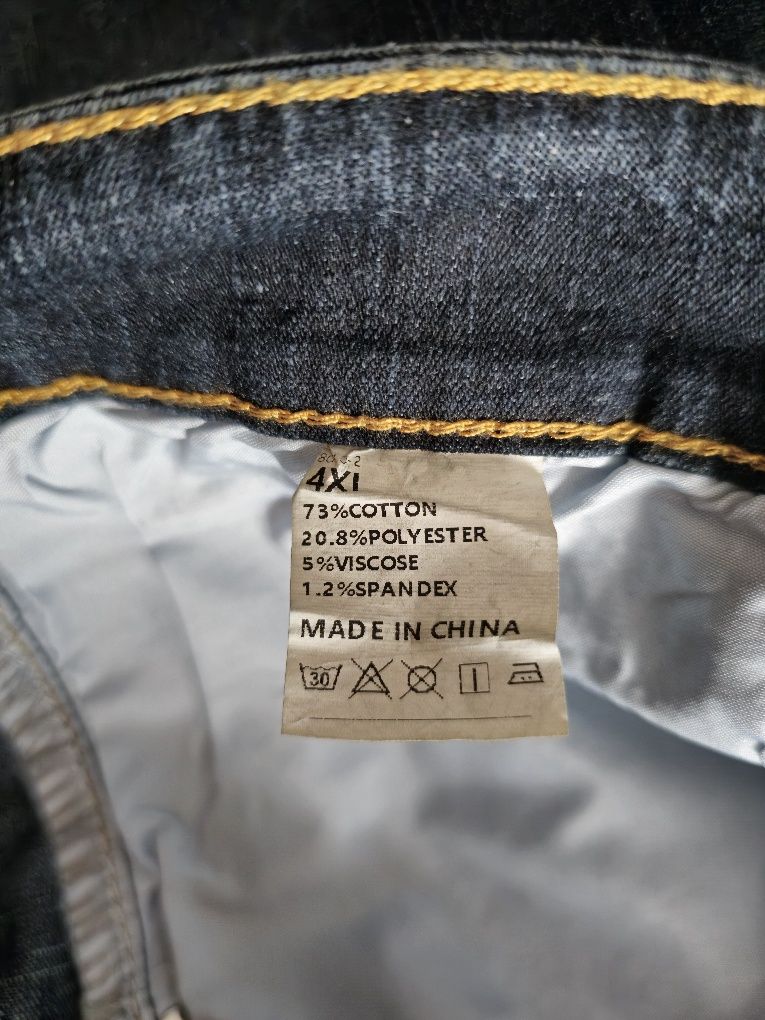 4XL
73%COTTON
20.8%POLYESTER
5%VISCOSE
1.2%SPANDEX
MADE IN CHINA
30